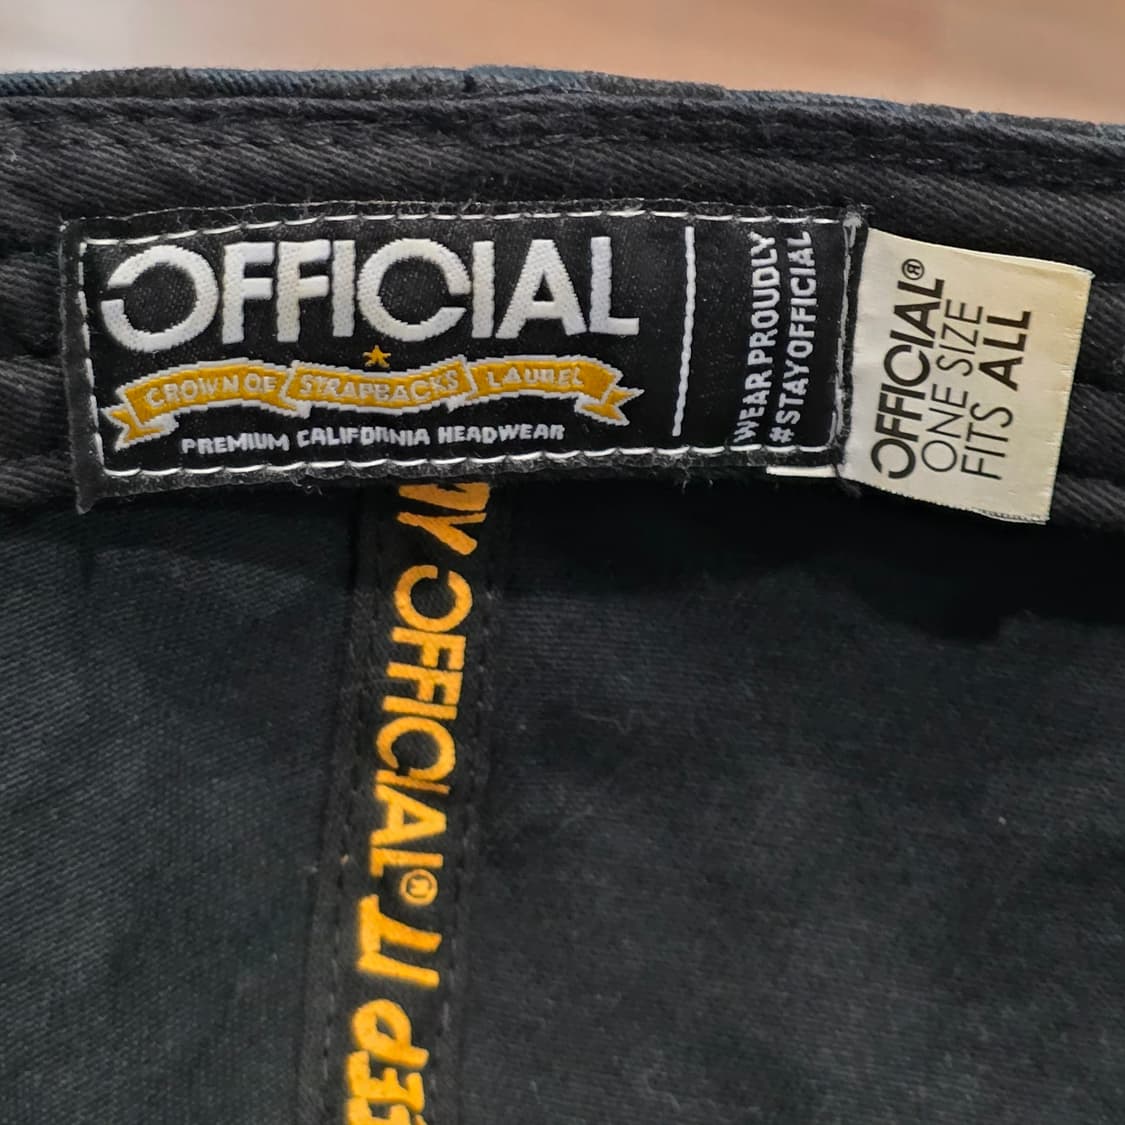 OFFICIAL
CROWN OF STRAPBACKS LAUREL
PREMIUM CALIFORNIA HEADWEAR
WEAR PROUDLY
#STAYOFFICIAL
OFFICIAL®
ONE SIZE
FITS ALL
OFFICIAL®